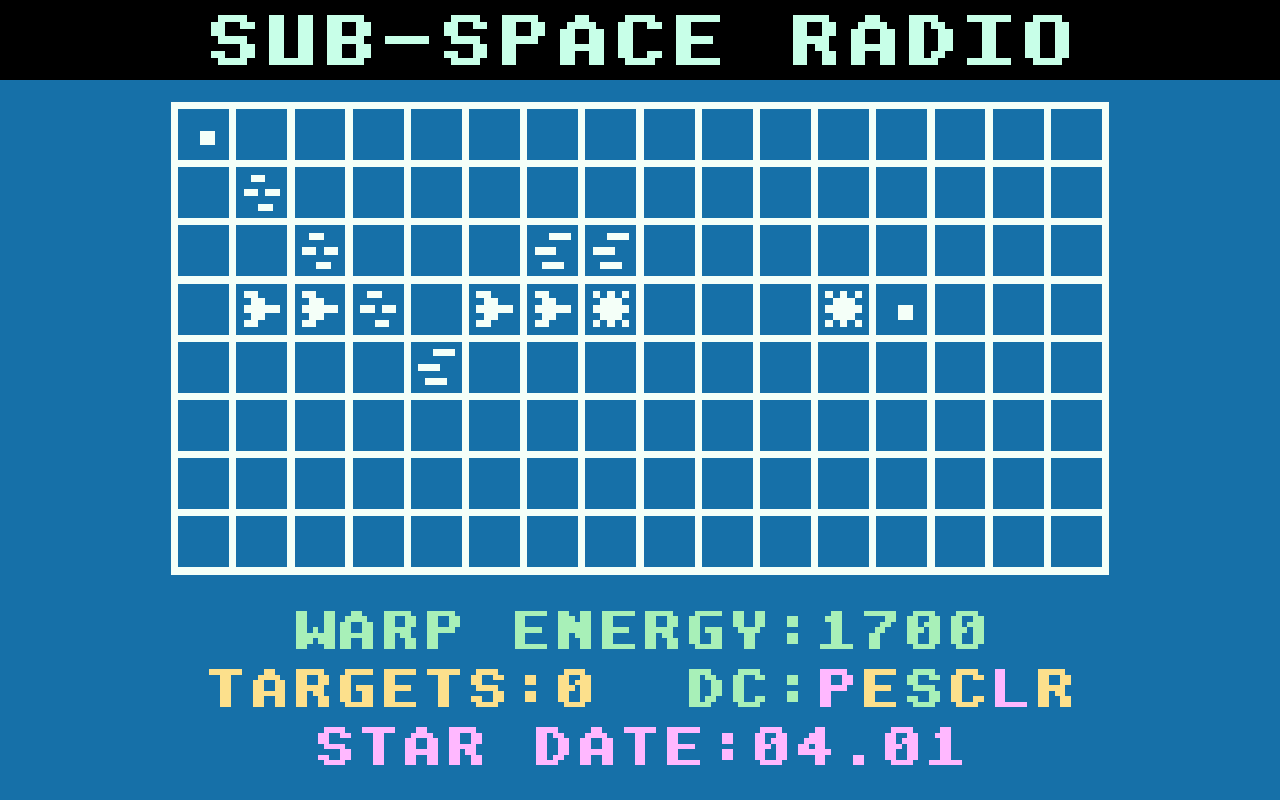 SUB-SPACE RADIO
WARP ENERGY:1700
TARGETS:0 DC:PESCLR
STAR DATE:04.01